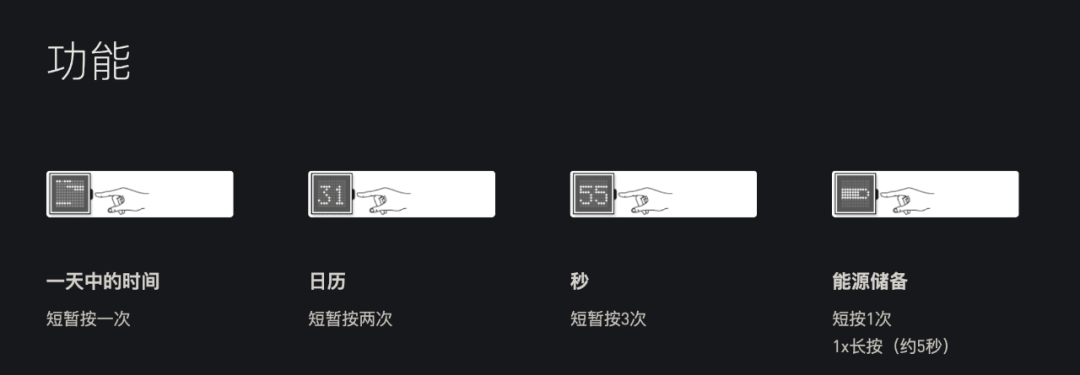 功能
31
55
一天中的时间
短暂按一次
日历
短暂按两次
秒
短暂按3次
能源储备
短按1次
1x长按（约5秒）